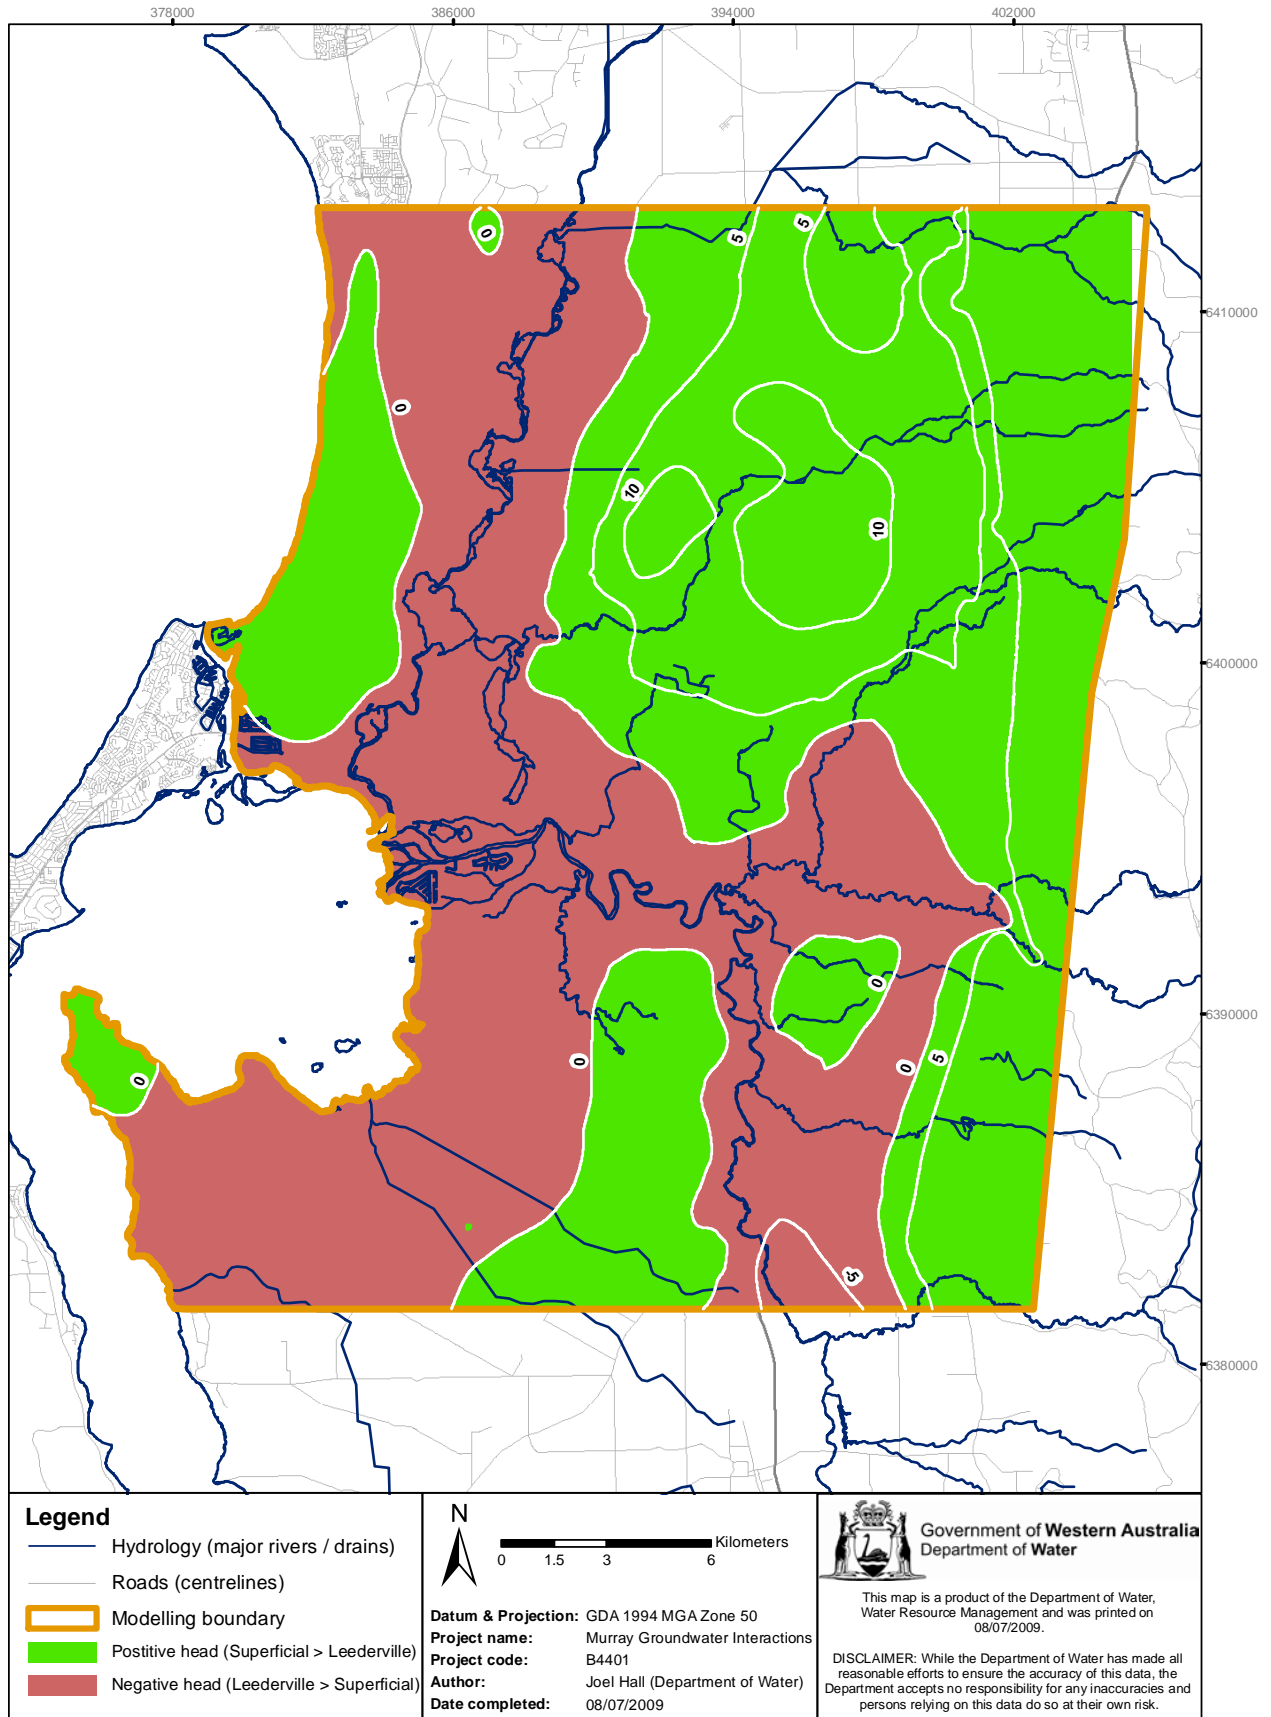 378000 386000 394000 402000
0
5
5
6410000
0
10
10
6400000
0
6390000
0
0
5
0
-5
6380000
Legend
Hydrology (major rivers / drains)
Roads (centrelines)
Modelling boundary
Postitive head (Superficial > Leederville)
Negative head (Leederville > Superficial)
N
Kilometers
0 1.5 3 6
Datum & Projection: GDA 1994 MGA Zone 50
Project name: Murray Groundwater Interactions
Project code: B4401
Author: Joel Hall (Department of Water)
Date completed: 08/07/2009
Government of Western Australia
Department of Water
This map is a product of the Department of Water,
Water Resource Management and was printed on
08/07/2009.
DISCLAIMER: While the Department of Water has made all
reasonable efforts to ensure the accuracy of this data, the
Department accepts no responsibility for any inaccuracies and
persons relying on this data do so at their own risk.